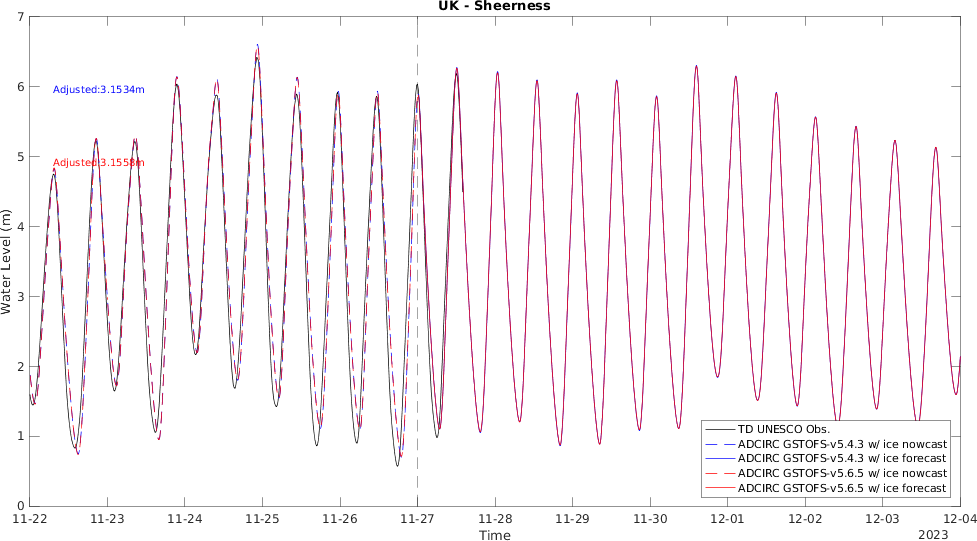 UK - Sheerness
7
6
5
4
3
2
1
0
Water Level (m)
Adjusted:3.1534m
Adjusted:3.1558m
TD UNESCO Obs.
ADCIRC GSTOFS-v5.4.3 w/ ice nowcast
ADCIRC GSTOFS-v5.4.3 w/ ice forecast
ADCIRC GSTOFS-v5.6.5 w/ ice nowcast
ADCIRC GSTOFS-v5.6.5 w/ ice forecast
11-22 11-23 11-24 11-25 11-26 11-27 11-28 11-29 11-30 12-01 12-02 12-03 12-04
Time
2023